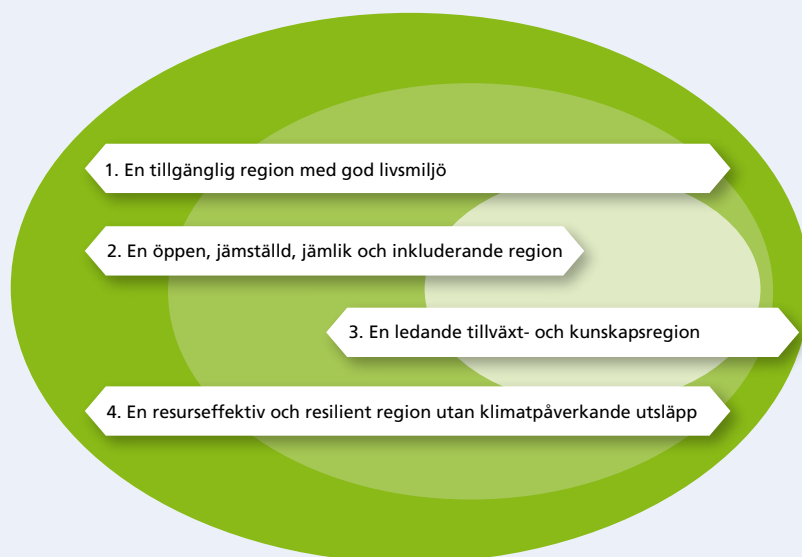 1. En tillgänglig region med god livsmiljö
2. En öppen, jämställd, jämlik och inkluderande region
3. En ledande tillväxt- och kunskapsregion
4. En resurseffektiv och resilient region utan klimatpåverkande utsläpp